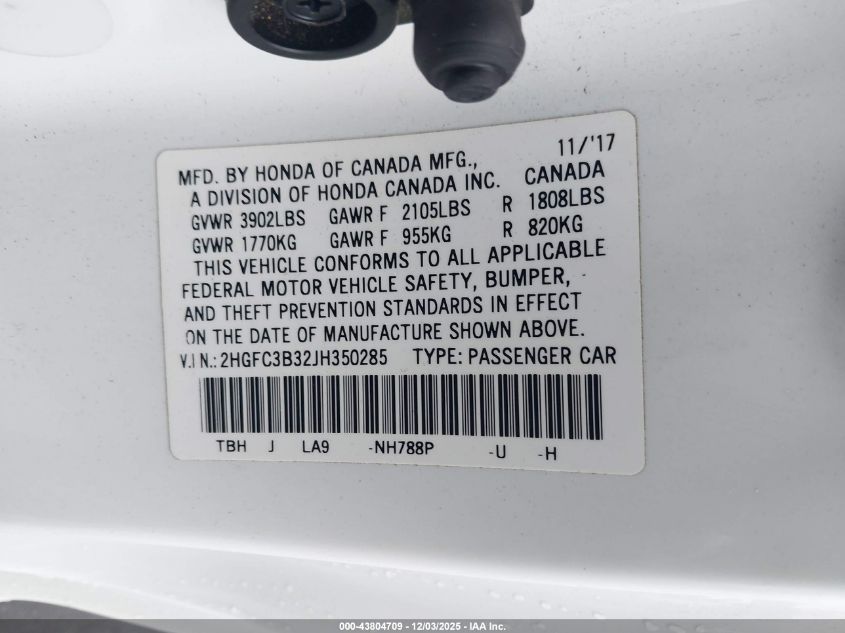 11/'17
MFD. BY HONDA OF CANADA MFG.,
A DIVISION OF HONDA CANADA INC. CANADA
GVWR 3902LBS GAWR F 2105LBS R 1808LBS
GVWR 1770KG GAWR F 955KG R 820KG
THIS VEHICLE CONFORMS TO ALL APPLICABLE
FEDERAL MOTOR VEHICLE SAFETY, BUMPER,
AND THEFT PREVENTION STANDARDS IN EFFECT
ON THE DATE OF MANUFACTURE SHOWN ABOVE.
V.I N.: 2HGFC3B32JH350285 TYPE: PASSENGER CAR
TBH J LA9 -NH788P -U -H
000-43804709 - 12/03/2025 - IAA Inc.